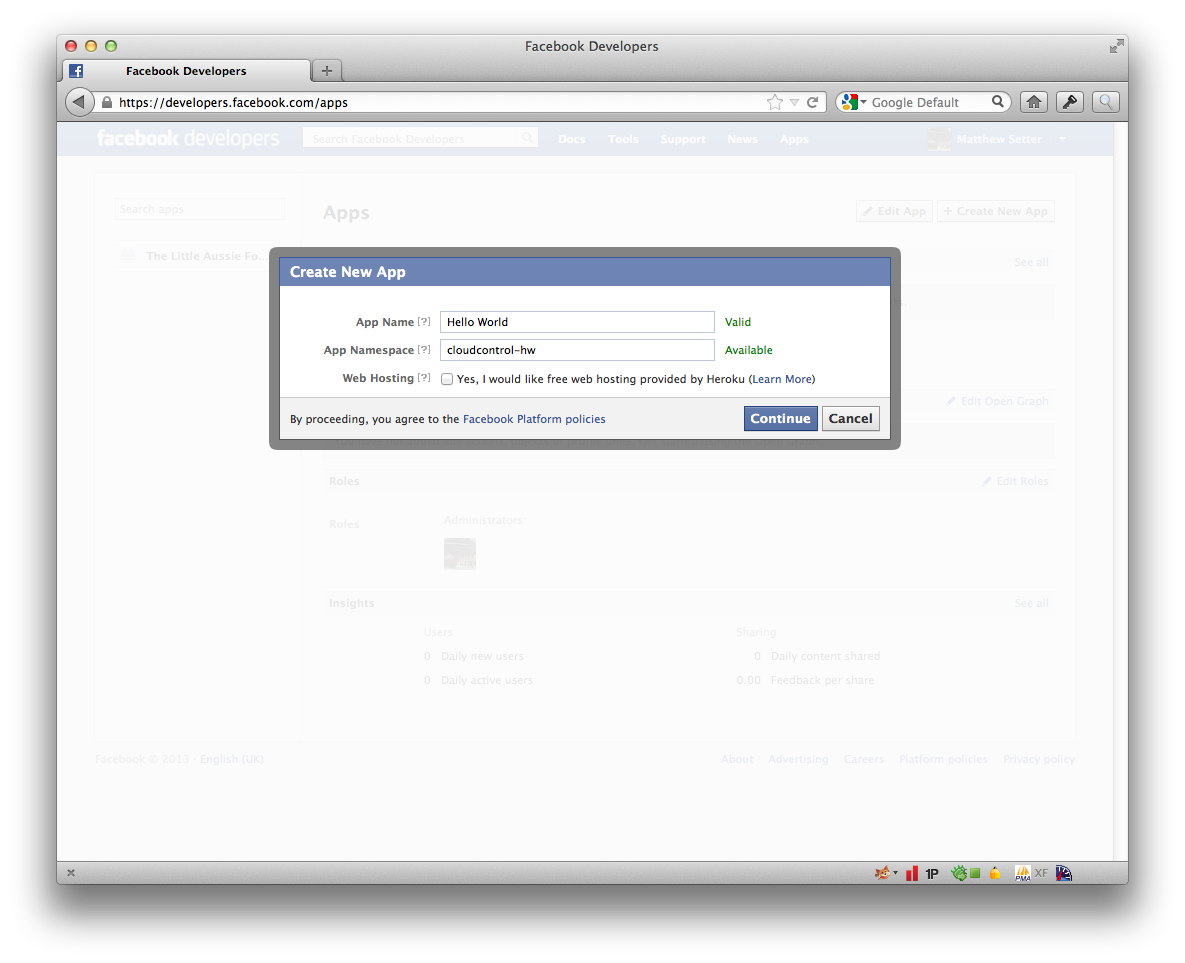 Facebook Developers
Facebook Developers
https://developers.facebook.com/apps
Google Default
facebook developers
Search Facebook Developers
Docs Tools Support News Apps
Matthew Setter
Search apps
Apps
Edit App
+ Create New App
The Little Aussie Fo...
See all
Create New App
App Name [?] Hello World Valid
App Namespace [?] cloudcontrol-hw Available
Web Hosting [?] Yes, I would like free web hosting provided by Heroku (Learn More)
Edit Open Graph
By proceeding, you agree to the Facebook Platform policies
Continue Cancel
Roles
Edit Roles
Roles
Administrators:
Insights
See all
Users
Sharing
0 Daily new users
0 Daily content shared
0 Daily active users
0.00 Feedback per share
Facebook © 2013 · English (UK)
About Advertising Careers Platform policies Privacy policy
1P
PMA
XF